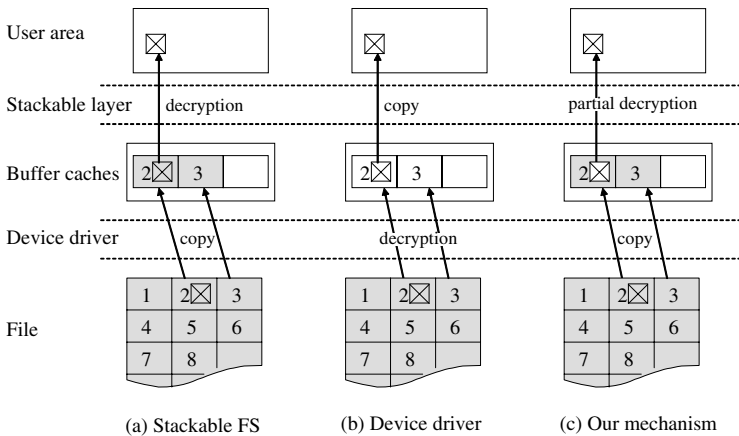 User area
Stackable layer
decryption
copy
partial decryption
Buffer caches
2 3
2 3
2 3
Device driver
copy
decryption
copy
File
1 2 3
4 5 6
7 8
1 2 3
4 5 6
7 8
1 2 3
4 5 6
7 8
(a) Stackable FS
(b) Device driver
(c) Our mechanism